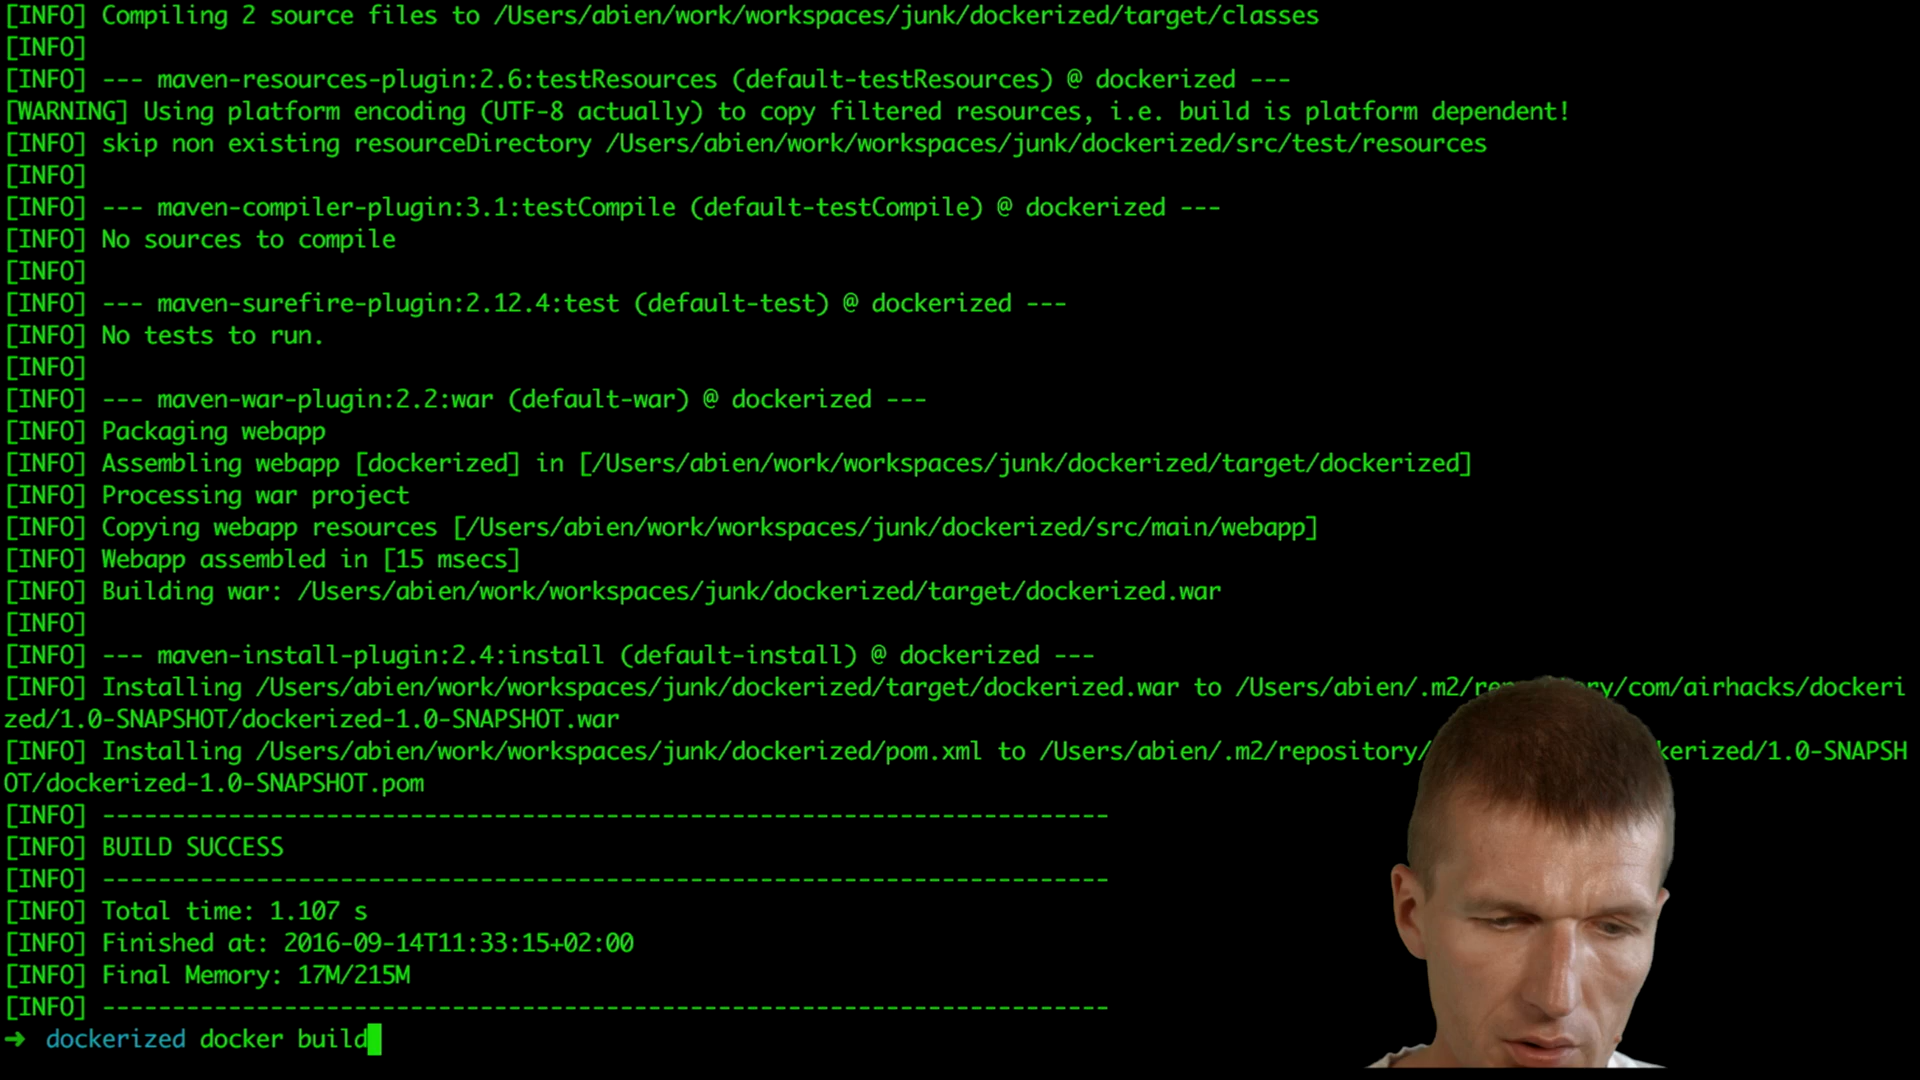 [INFO] Compiling 2 source files to /Users/abien/work/workspaces/junk/dockerized/target/classes
[INFO]
[INFO] --- maven-resources-plugin:2.6:testResources (default-testResources) @ dockerized ---
[WARNING] Using platform encoding (UTF-8 actually) to copy filtered resources, i.e. build is platform dependent!
[INFO] skip non existing resourceDirectory /Users/abien/work/workspaces/junk/dockerized/src/test/resources
[INFO]
[INFO] --- maven-compiler-plugin:3.1:testCompile (default-testCompile) @ dockerized ---
[INFO] No sources to compile
[INFO]
[INFO] --- maven-surefire-plugin:2.12.4:test (default-test) @ dockerized ---
[INFO] No tests to run.
[INFO]
[INFO] --- maven-war-plugin:2.2:war (default-war) @ dockerized ---
[INFO] Packaging webapp
[INFO] Assembling webapp [dockerized] in [/Users/abien/work/workspaces/junk/dockerized/target/dockerized]
[INFO] Processing war project
[INFO] Copying webapp resources [/Users/abien/work/workspaces/junk/dockerized/src/main/webapp]
[INFO] Webapp assembled in [15 msecs]
[INFO] Building war: /Users/abien/work/workspaces/junk/dockerized/target/dockerized.war
[INFO]
[INFO] --- maven-install-plugin:2.4:install (default-install) @ dockerized ---
[INFO] Installing /Users/abien/work/workspaces/junk/dockerized/target/dockerized.war to /Users/abien/.m2/repository/com/airhacks/dockeri
zed/1.0-SNAPSHOT/dockerized-1.0-SNAPSHOT.war
[INFO] Installing /Users/abien/work/workspaces/junk/dockerized/pom.xml to /Users/abien/.m2/repository/ kerized/1.0-SNAPSH
OT/dockerized-1.0-SNAPSHOT.pom
[INFO] ------------------------------------------------------------------------
[INFO] BUILD SUCCESS
[INFO] ------------------------------------------------------------------------
[INFO] Total time: 1.107 s
[INFO] Finished at: 2016-09-14T11:33:15+02:00
[INFO] Final Memory: 17M/215M
[INFO] ------------------------------------------------------------------------
➜ dockerized docker build